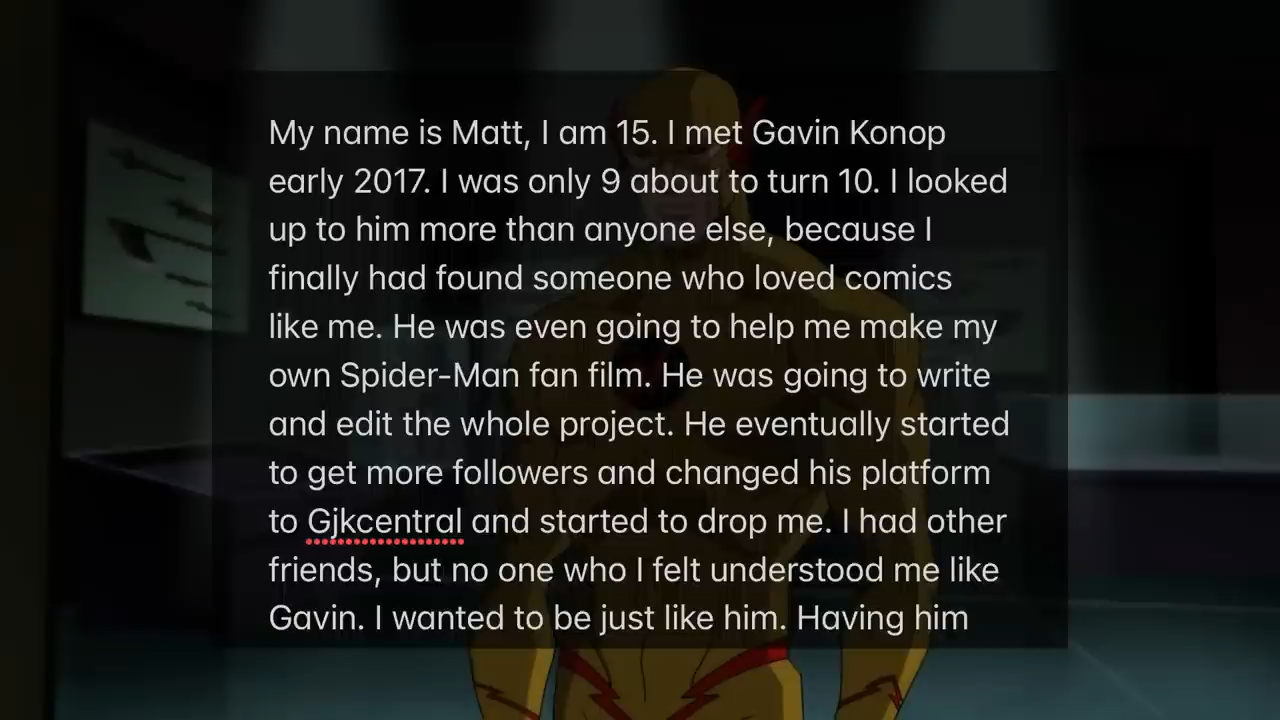 My name is Matt, I am 15. I met Gavin Konop
early 2017. I was only 9 about to turn 10. I looked
up to him more than anyone else, because I
finally had found someone who loved comics
like me. He was even going to help me make my
own Spider-Man fan film. He was going to write
and edit the whole project. He eventually started
to get more followers and changed his platform
to Gjkcentral and started to drop me. I had other
friends, but no one who I felt understood me like
Gavin. I wanted to be just like him. Having him